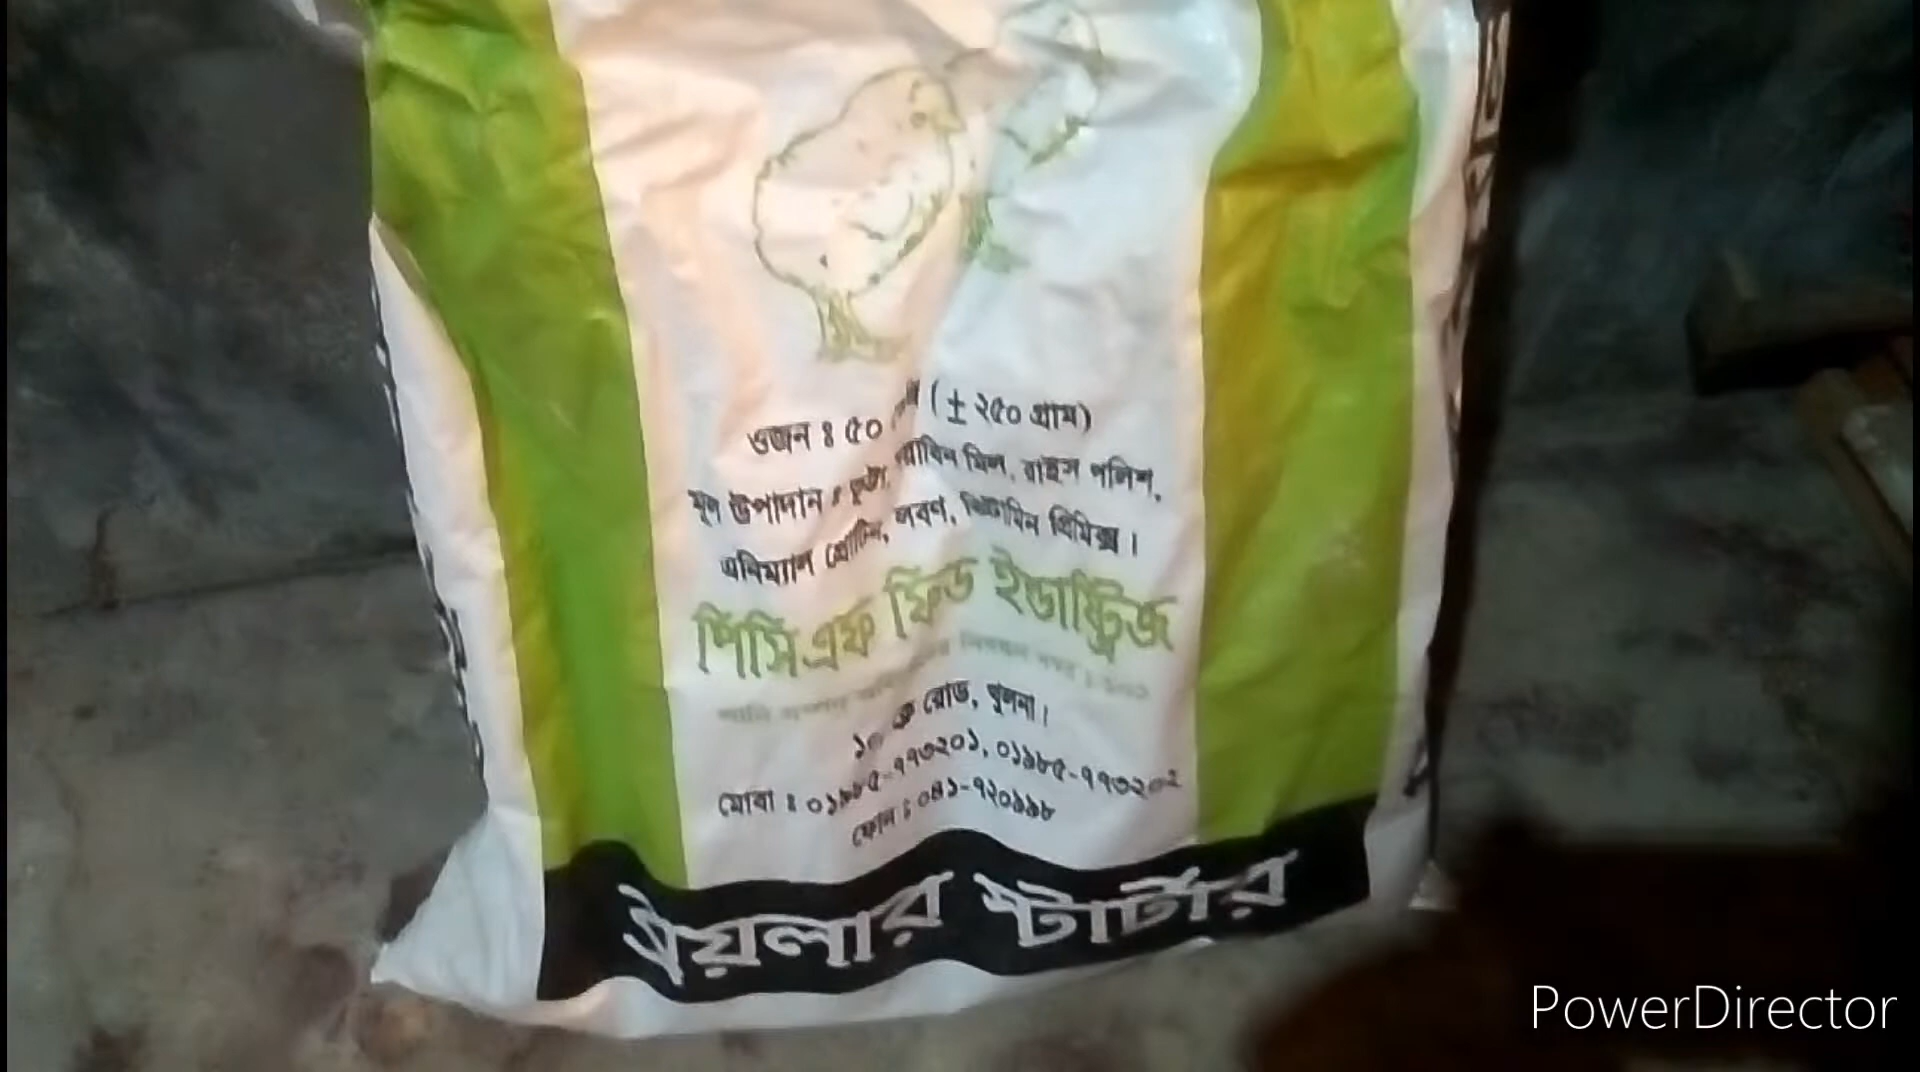 ওজন ঃ ৫০ (± ২৫০ গ্রাম)
মূল উপাদান ঃ ভূট্টা, মিল, রাইস পলিশ,
এনিম্যাল প্রোটিন, লবণ, ভিটামিন প্রিমিক্স।
পিসিএফ ফিড ইন্ডাষ্ট্রিজ
রোড, খুলনা।
মোবা ঃ ০১৯৮৫-৭৭৩২০১, ০১৯৮৫-৭৭৩২০২
ফোন ঃ ০৪১-৭২০৯৯৮
ব্রয়লার স্টার্টার
PowerDirector